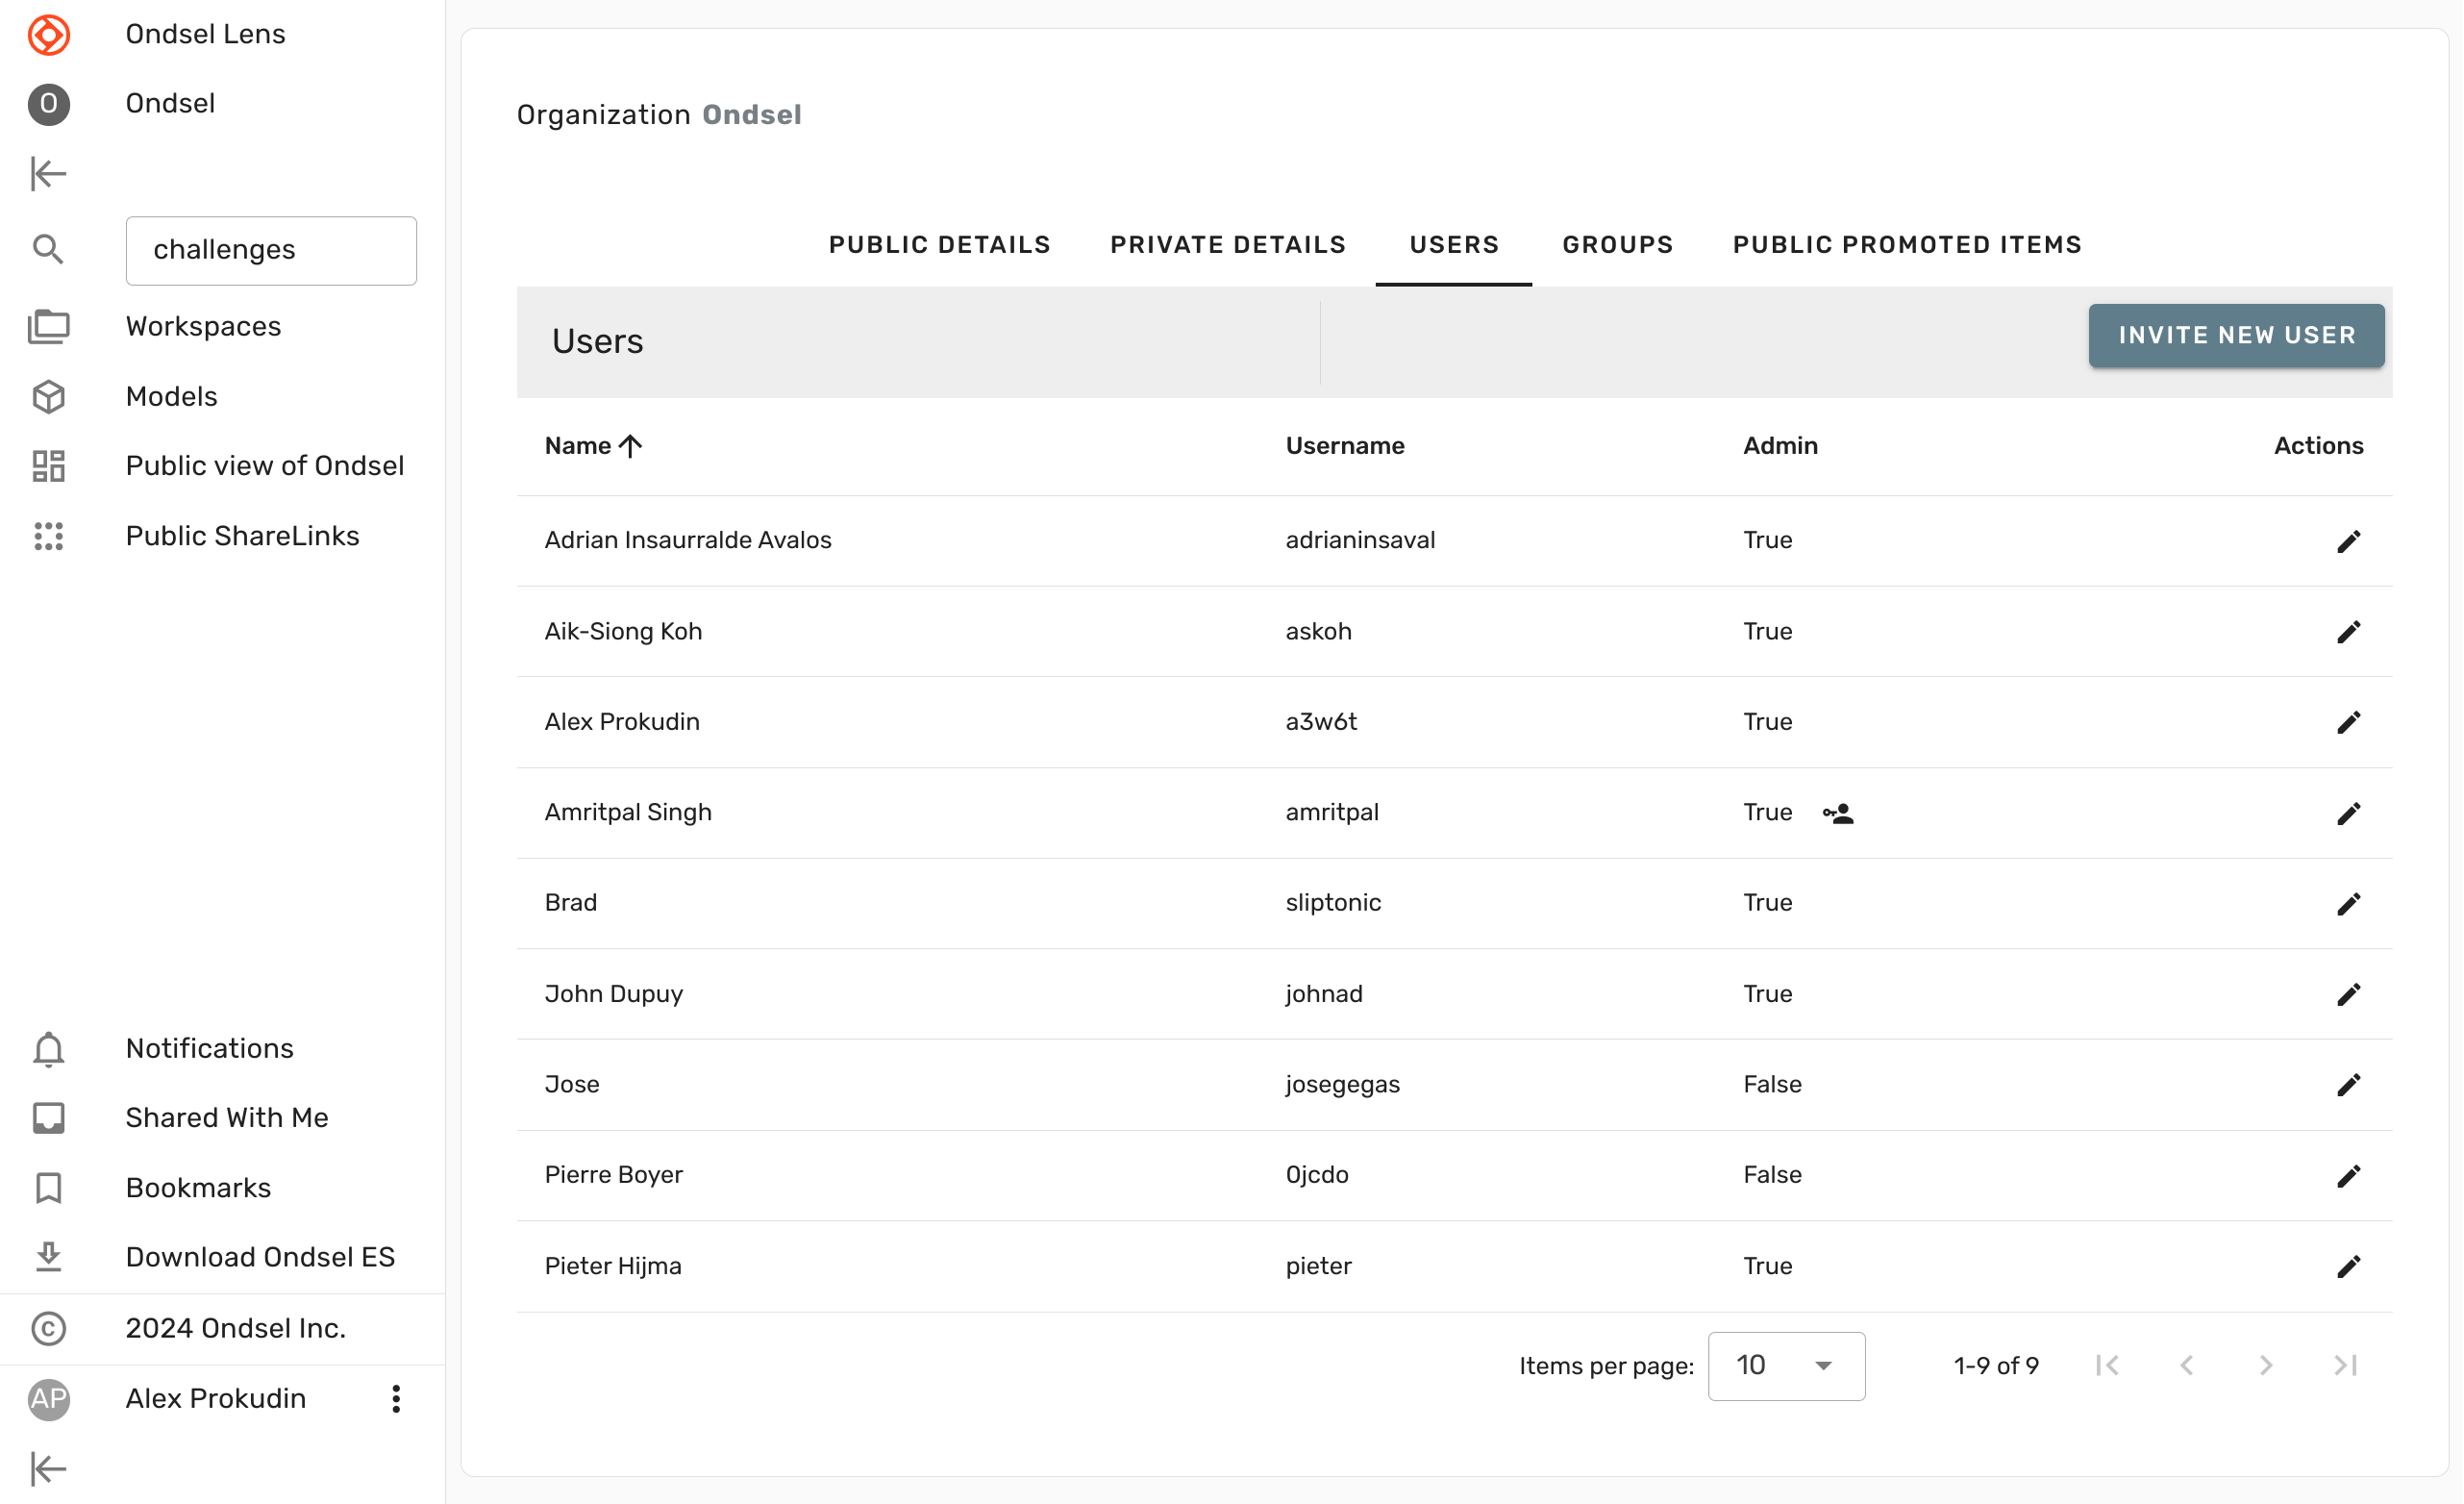 Ondsel Lens
O
Ondsel
challenges
Workspaces
Models
Public view of Ondsel
Public ShareLinks
Notifications
Shared With Me
Bookmarks
Download Ondsel ES
© 2024 Ondsel Inc.
AP
Alex Prokudin
Organization Ondsel
PUBLIC DETAILS PRIVATE DETAILS USERS GROUPS PUBLIC PROMOTED ITEMS
Users INVITE NEW USER
Name Username Admin Actions
Adrian Insaurralde Avalos adrianinsaval True
Aik-Siong Koh askoh True
Alex Prokudin a3w6t True
Amritpal Singh amritpal True
Brad sliptonic True
John Dupuy johnad True
Jose josegegas False
Pierre Boyer 0jcdo False
Pieter Hijma pieter True
Items per page: 10 1-9 of 9